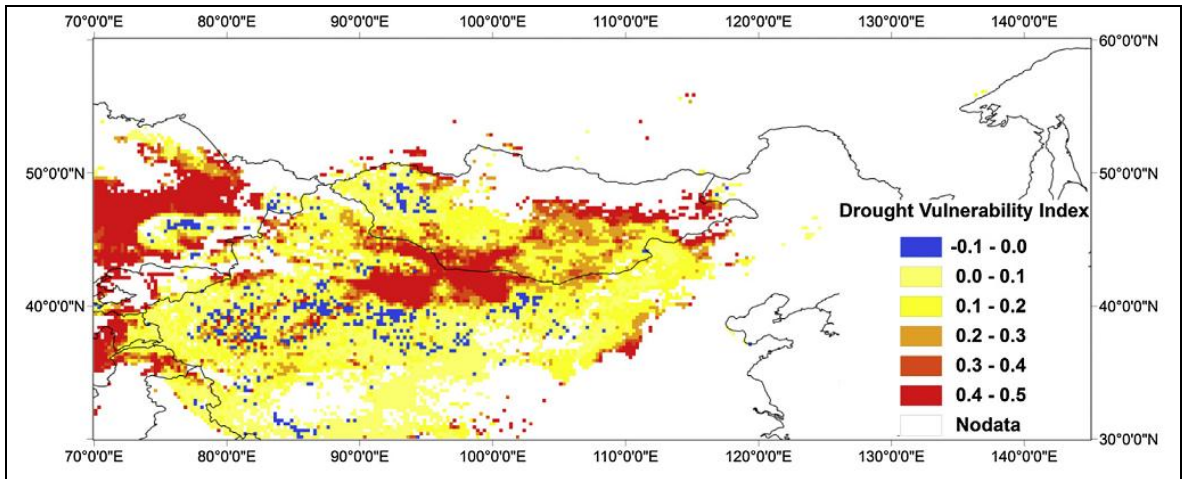 70°0'0"E 80°0'0"E 90°0'0"E 100°0'0"E 110°0'0"E 120°0'0"E 130°0'0"E 140°0'0"E
60°0'0"N
50°0'0"N 50°0'0"N
Drought Vulnerability Index
-0.1 - 0.0
0.0 - 0.1
40°0'0"N 0.1 - 0.2 40°0'0"N
0.2 - 0.3
0.3 - 0.4
0.4 - 0.5
Nodata
30°0'0"N
70°0'0"E 80°0'0"E 90°0'0"E 100°0'0"E 110°0'0"E 120°0'0"E 130°0'0"E 140°0'0"E